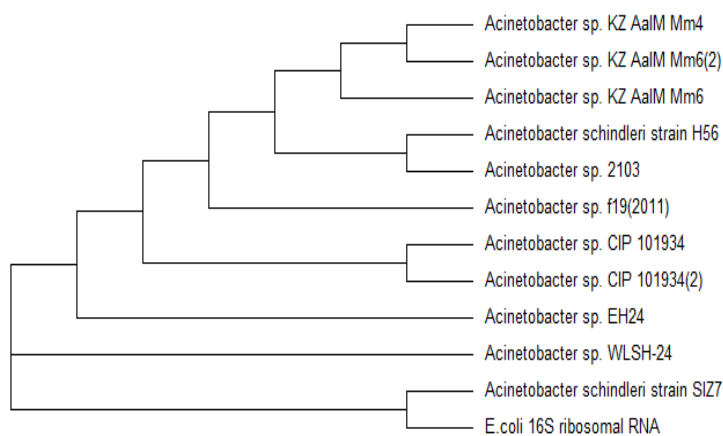 Acinetobacter sp. KZ AalM Mm4
Acinetobacter sp. KZ AalM Mm6(2)
Acinetobacter sp. KZ AalM Mm6
Acinetobacter schindleri strain H56
Acinetobacter sp. 2103
Acinetobacter sp. f19(2011)
Acinetobacter sp. CIP 101934
Acinetobacter sp. CIP 101934(2)
Acinetobacter sp. EH24
Acinetobacter sp. WLSH-24
Acinetobacter schindleri strain SIZ7
E.coli 16S ribosomal RNA